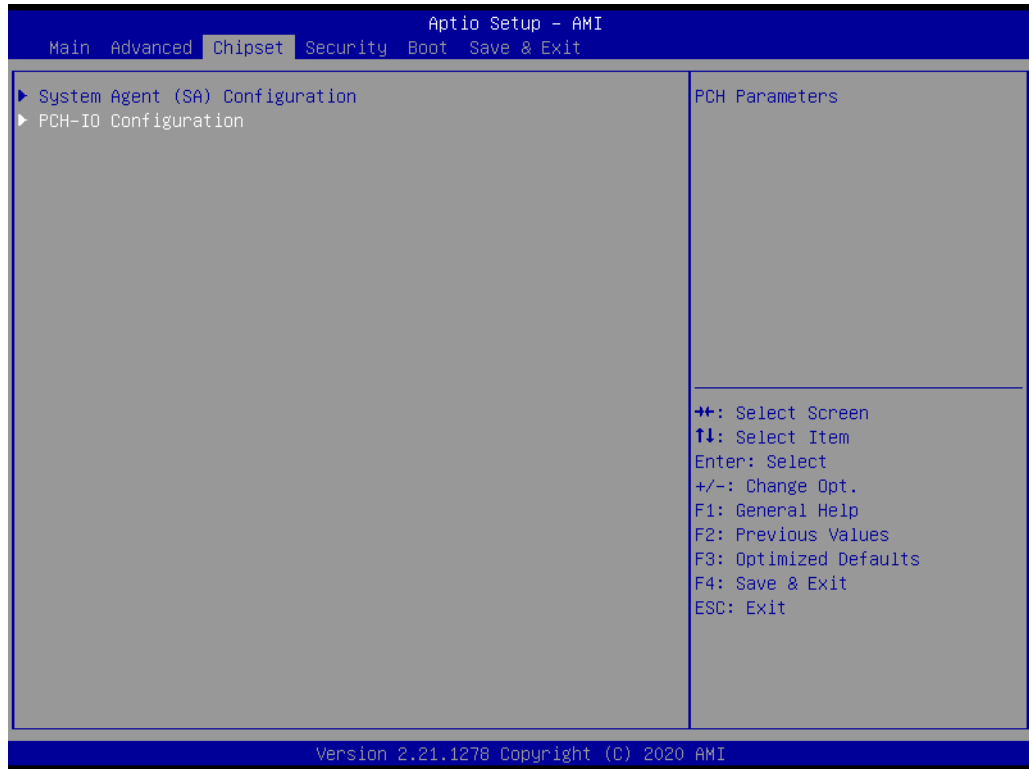 Aptio Setup – AMI
Main Advanced Chipset Security Boot Save & Exit
▶ System Agent (SA) Configuration
▶ PCH-IO Configuration
PCH Parameters
→←: Select Screen
↑↓: Select Item
Enter: Select
+/-: Change Opt.
F1: General Help
F2: Previous Values
F3: Optimized Defaults
F4: Save & Exit
ESC: Exit
Version 2.21.1278 Copyright (C) 2020 AMI